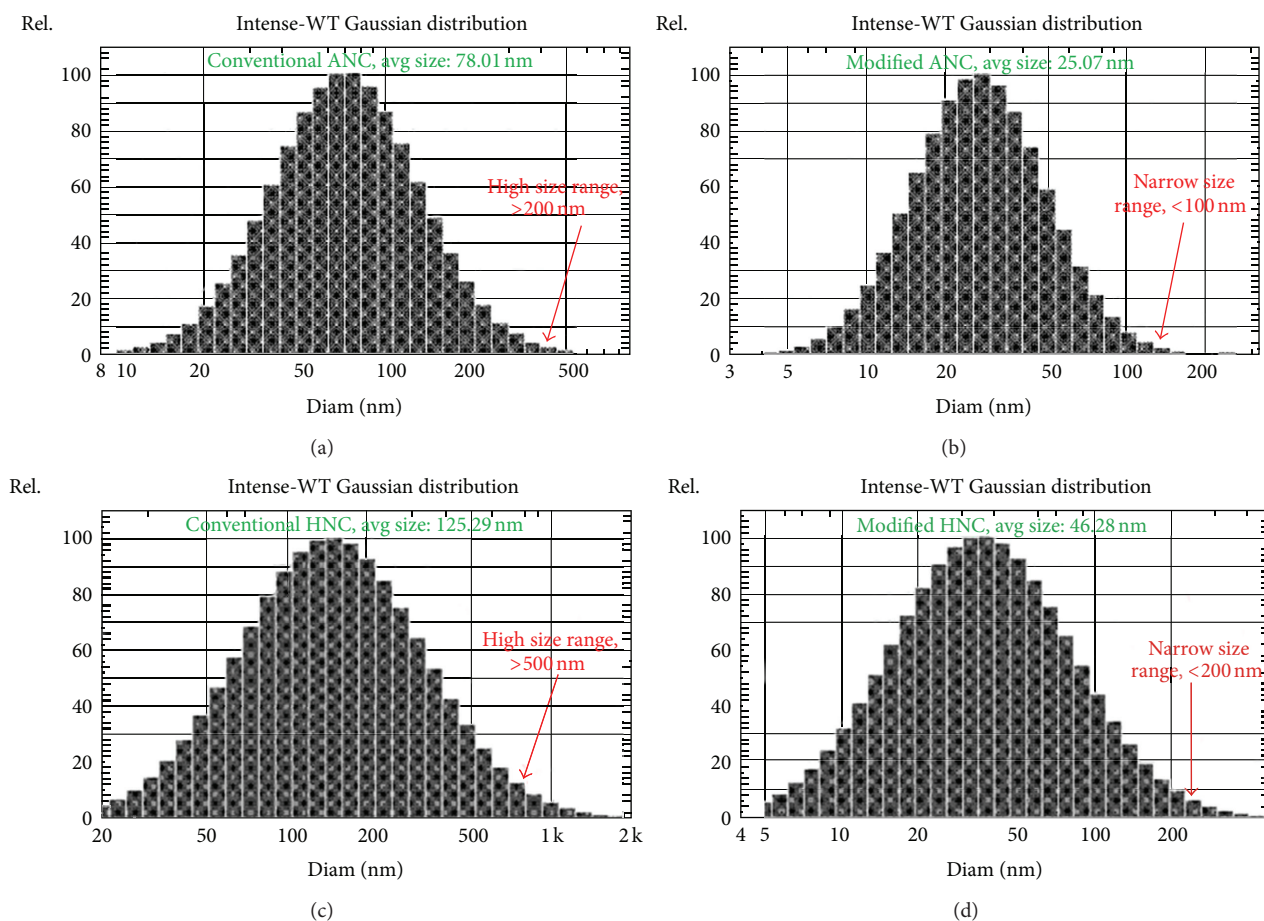 Rel.
Intense-WT Gaussian distribution
Conventional ANC, avg size: 78.01 nm
100
80
60
40
20
0
High size range,
>200 nm
8 10 20 50 100 200 500
Diam (nm)
(a)
Rel.
Intense-WT Gaussian distribution
Modified ANC, avg size: 25.07 nm
100
80
60
40
20
0
Narrow size
range, <100 nm
3 5 10 20 50 100 200
Diam (nm)
(b)
Rel.
Intense-WT Gaussian distribution
Conventional HNC, avg size: 125.29 nm
100
80
60
40
20
0
High size range,
>500 nm
20 50 100 200 500 1 k 2 k
Diam (nm)
(c)
Rel.
Intense-WT Gaussian distribution
Modified HNC, avg size: 46.28 nm
100
80
60
40
20
0
Narrow size
range, <200 nm
4 5 10 20 50 100 200
Diam (nm)
(d)